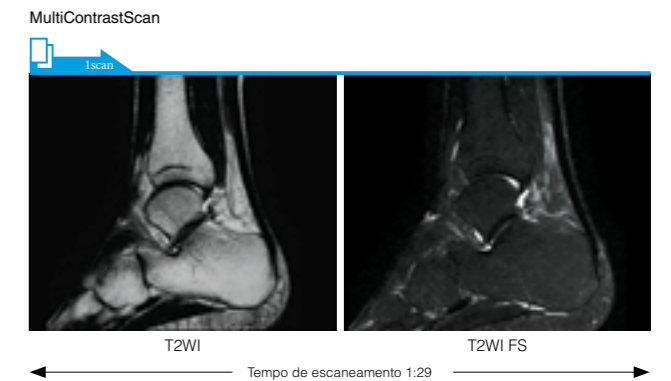 MultiContrastScan
1scan
T2WI
T2WI FS
Tempo de escaneamento 1:29